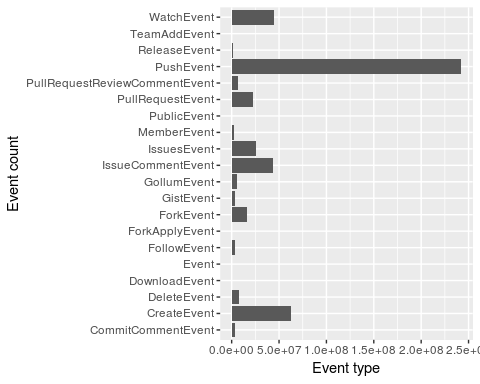 Event count
WatchEvent
TeamAddEvent
ReleaseEvent
PushEvent
PullRequestReviewCommentEvent
PullRequestEvent
PublicEvent
MemberEvent
IssuesEvent
IssueCommentEvent
GollumEvent
GistEvent
ForkEvent
ForkApplyEvent
FollowEvent
Event
DownloadEvent
DeleteEvent
CreateEvent
CommitCommentEvent
0.0e+00 5.0e+07 1.0e+08 1.5e+08 2.0e+08 2.5e+0
Event type